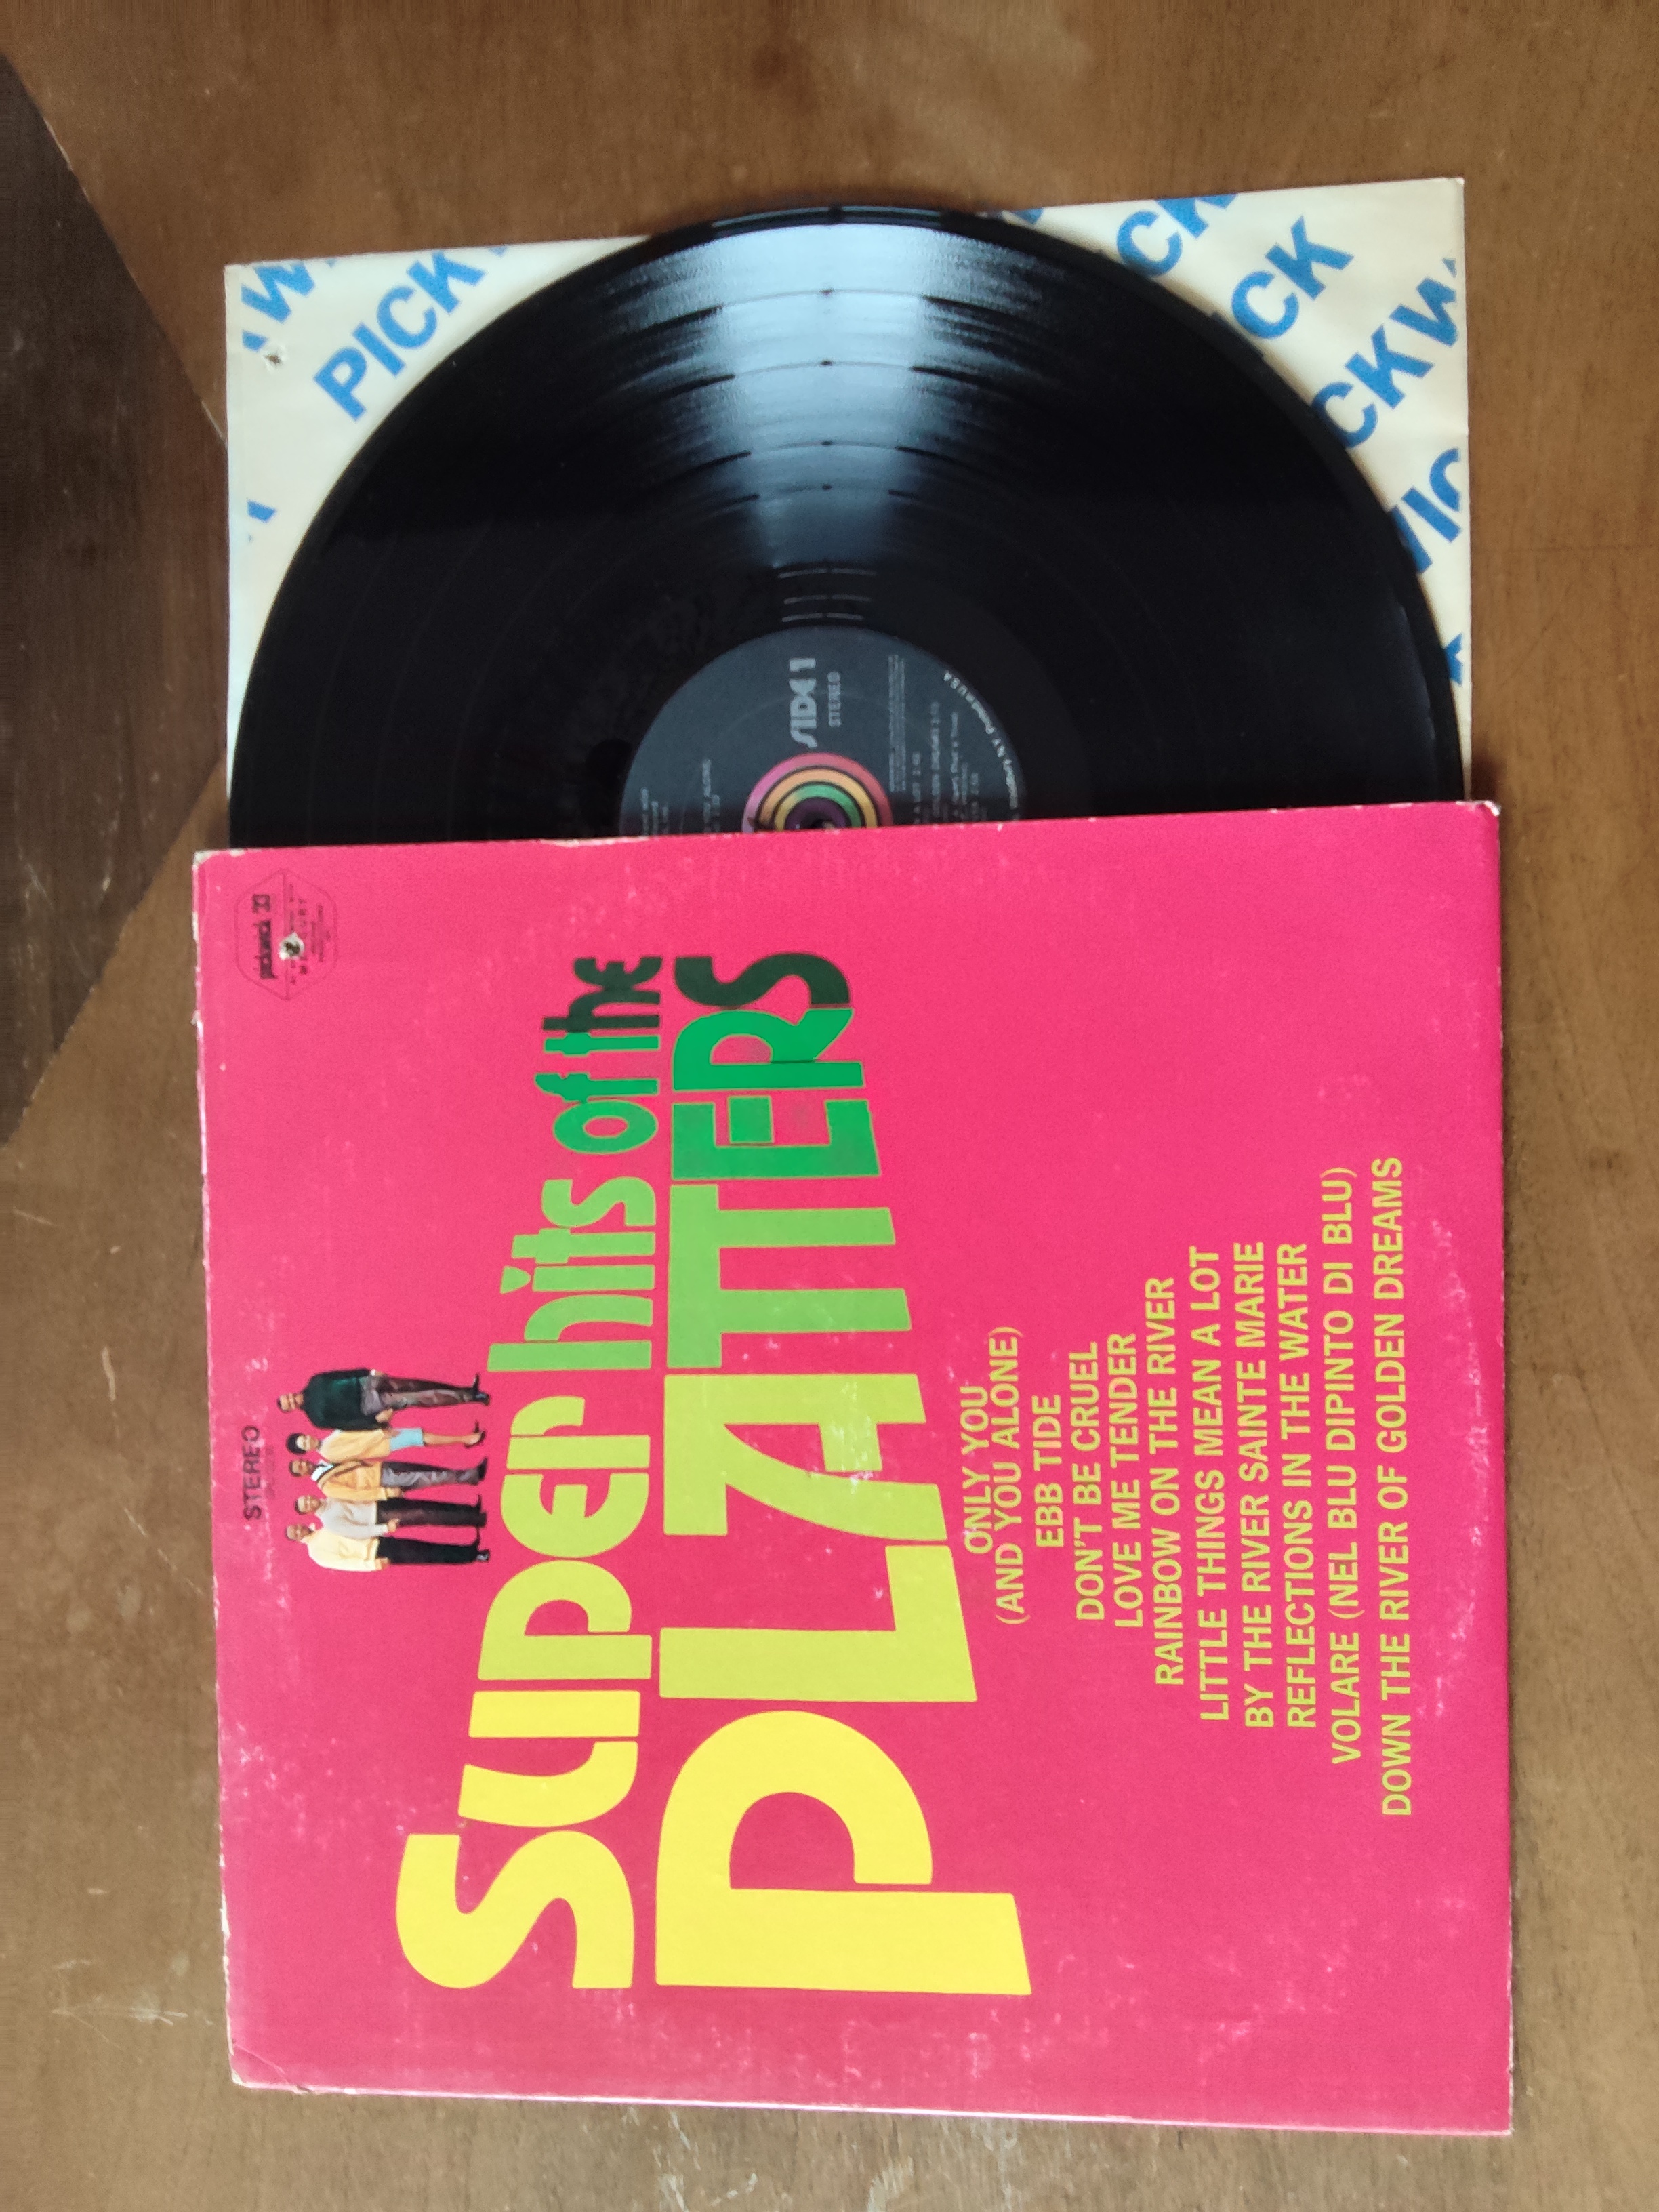 STEREO
pickwick 33
super hits of the
PLATTERS
ONLY YOU
(AND YOU ALONE)
EBB TIDE
DON'T BE CRUEL
LOVE ME TENDER
RAINBOW ON THE RIVER
LITTLE THINGS MEAN A LOT
BY THE RIVER SAINTE MARIE
REFLECTIONS IN THE WATER
VOLARE (NEL BLU DIPINTO DI BLU)
DOWN THE RIVER OF GOLDEN DREAMS
SIDE 1
STEREO
PICK
CK
CKW